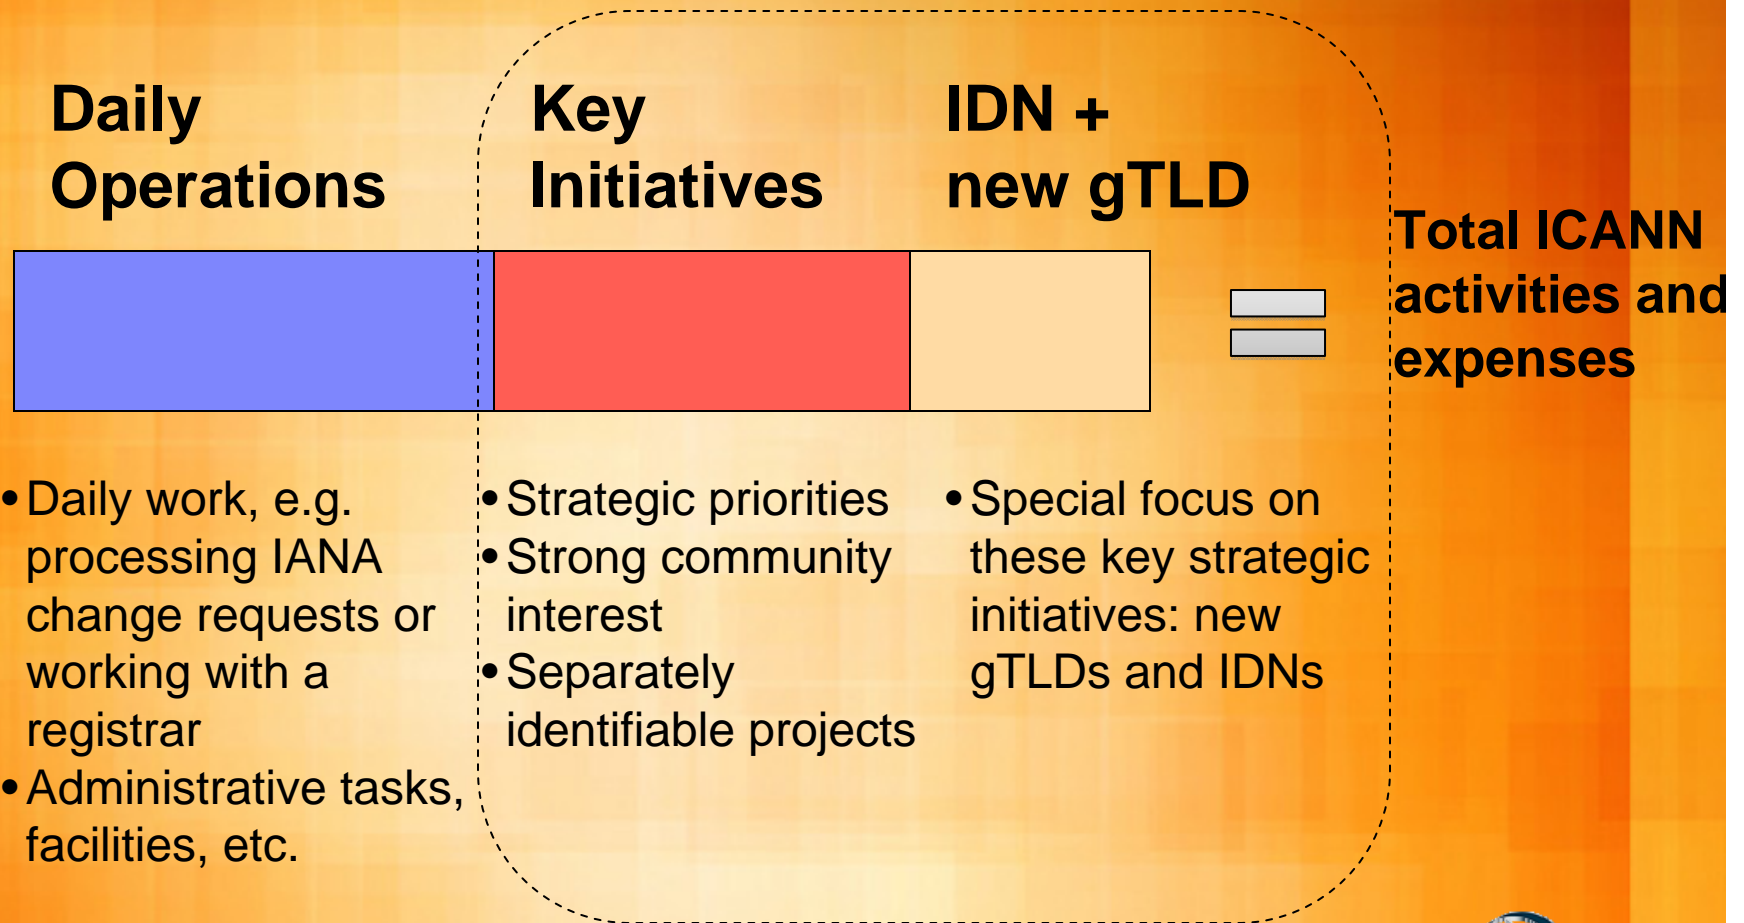 Daily
Operations
Key
Initiatives
IDN +
new gTLD
Total ICANN
activities and
expenses
• Daily work, e.g.
processing IANA
change requests or
working with a
registrar
• Administrative tasks,
facilities, etc.
• Strategic priorities
• Strong community
interest
• Separately
identifiable projects
• Special focus on
these key strategic
initiatives: new
gTLDs and IDNs